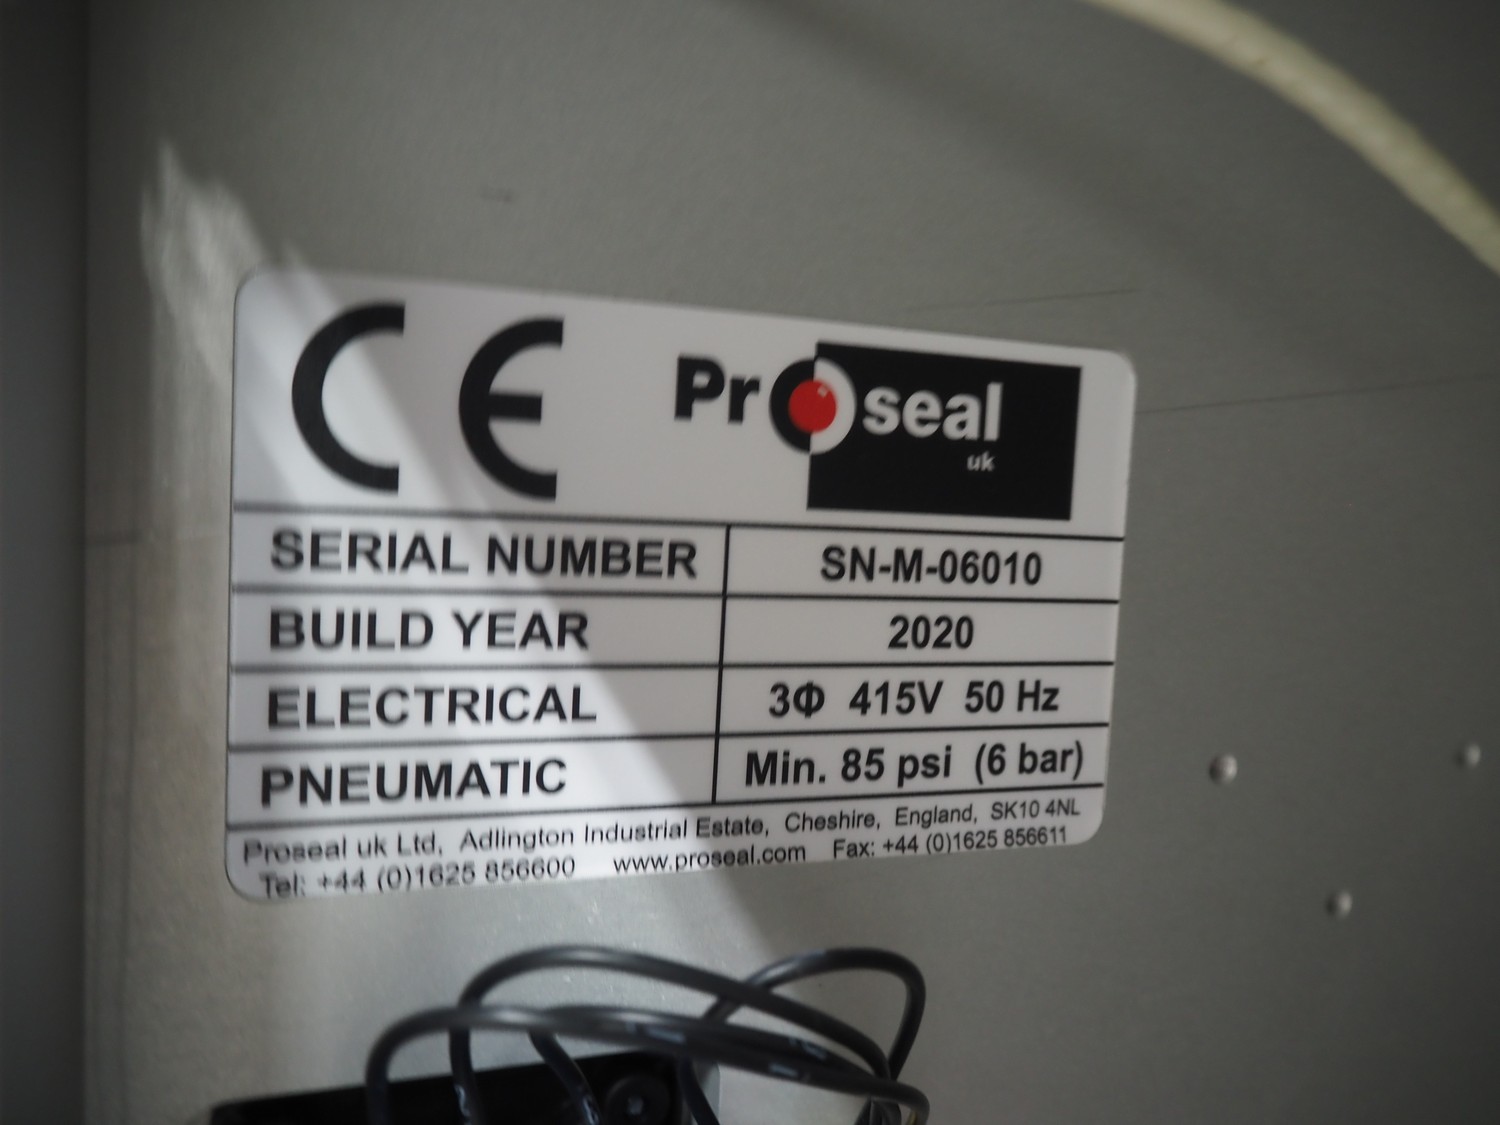 CE Proseal
uk
SERIAL NUMBER SN-M-06010
BUILD YEAR 2020
ELECTRICAL 3Φ 415V 50 Hz
PNEUMATIC Min. 85 psi (6 bar)
Proseal uk Ltd, Adlington Industrial Estate, Cheshire, England, SK10 4NL
Tel: +44 (0)1625 856600 www.proseal.com Fax: +44 (0)1625 856611